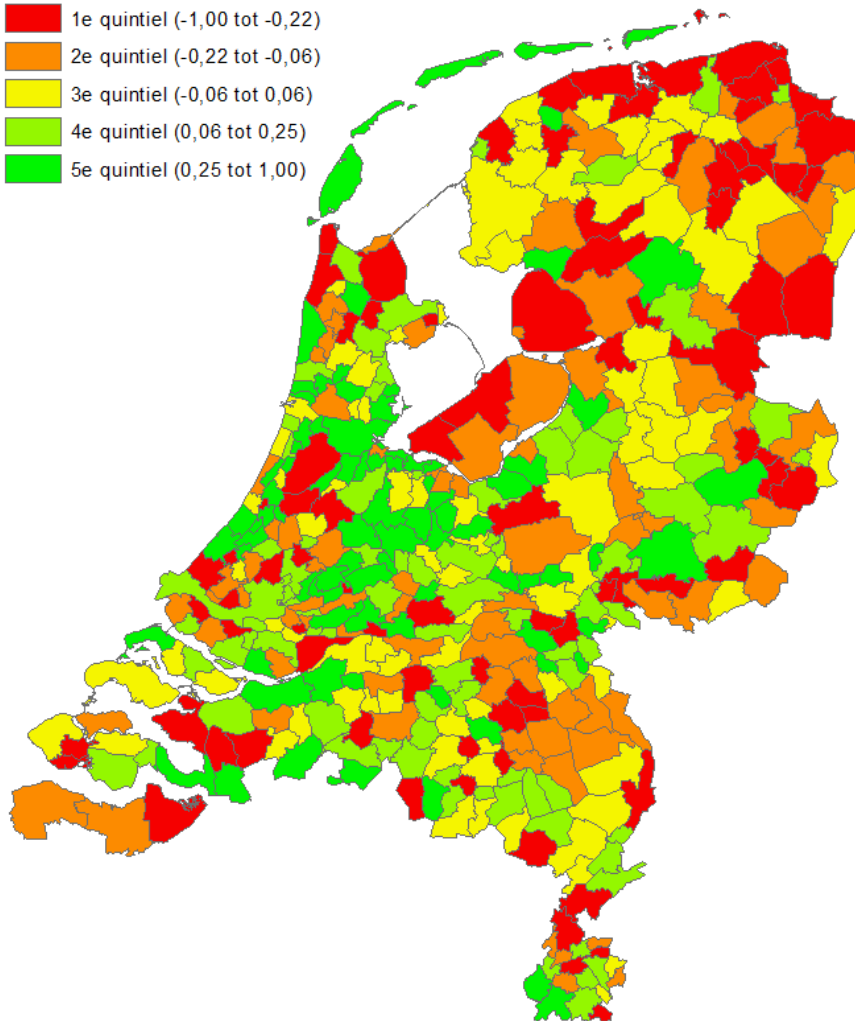 1e quintiel (-1,00 tot -0,22)
2e quintiel (-0,22 tot -0,06)
3e quintiel (-0,06 tot 0,06)
4e quintiel (0,06 tot 0,25)
5e quintiel (0,25 tot 1,00)